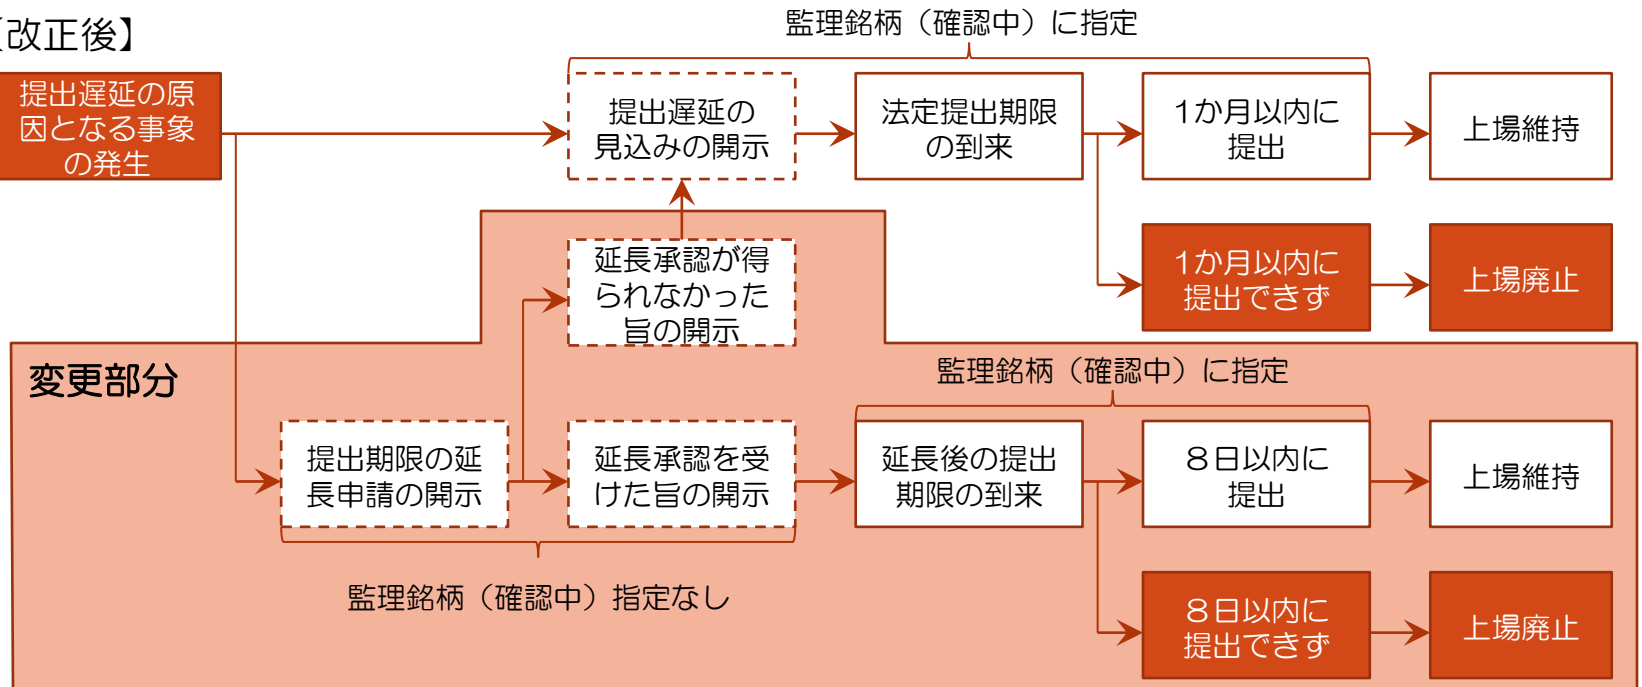 【改正後】
監理銘柄（確認中）に指定
提出遅延の原
因となる事象
の発生
提出遅延の
見込みの開示
法定提出期限
の到来
1か月以内に
提出
上場維持
延長承認が得
られなかった
旨の開示
1か月以内に
提出できず
上場廃止
変更部分
監理銘柄（確認中）に指定
提出期限の延
長申請の開示
延長承認を受
けた旨の開示
延長後の提出
期限の到来
８日以内に
提出
上場維持
監理銘柄（確認中）指定なし
８日以内に
提出できず
上場廃止